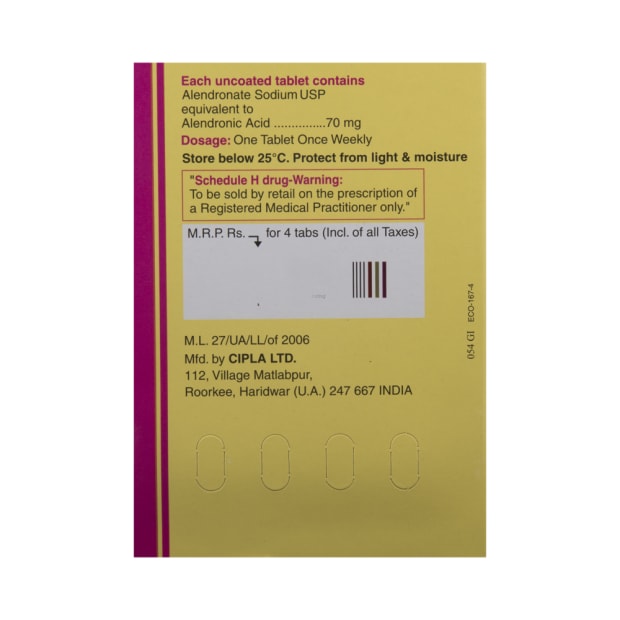 Each uncoated tablet contains
Alendronate Sodium USP
equivalent to
Alendronic Acid ...............70 mg
Dosage: One Tablet Once Weekly
Store below 25°C. Protect from light & moisture
"Schedule H drug-Warning:
To be sold by retail on the prescription of
a Registered Medical Practitioner only."
M.R.P. Rs. for 4 tabs (Incl. of all Taxes)
M.L. 27/UA/LL/of 2006
Mfd. by CIPLA LTD.
112, Village Matlabpur,
Roorkee, Haridwar (U.A.) 247 667 INDIA
054 GI ECO-167-4